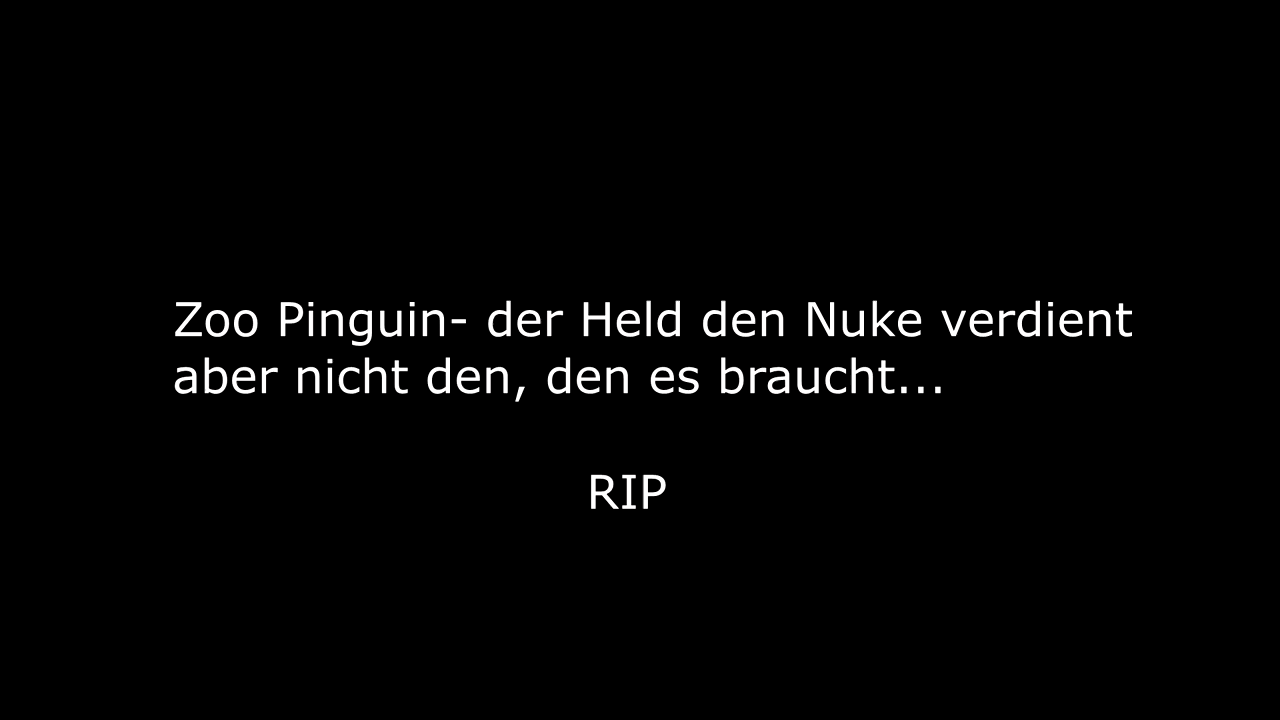 Zoo Pinguin- der Held den Nuke verdient
aber nicht den, den es braucht...
RIP